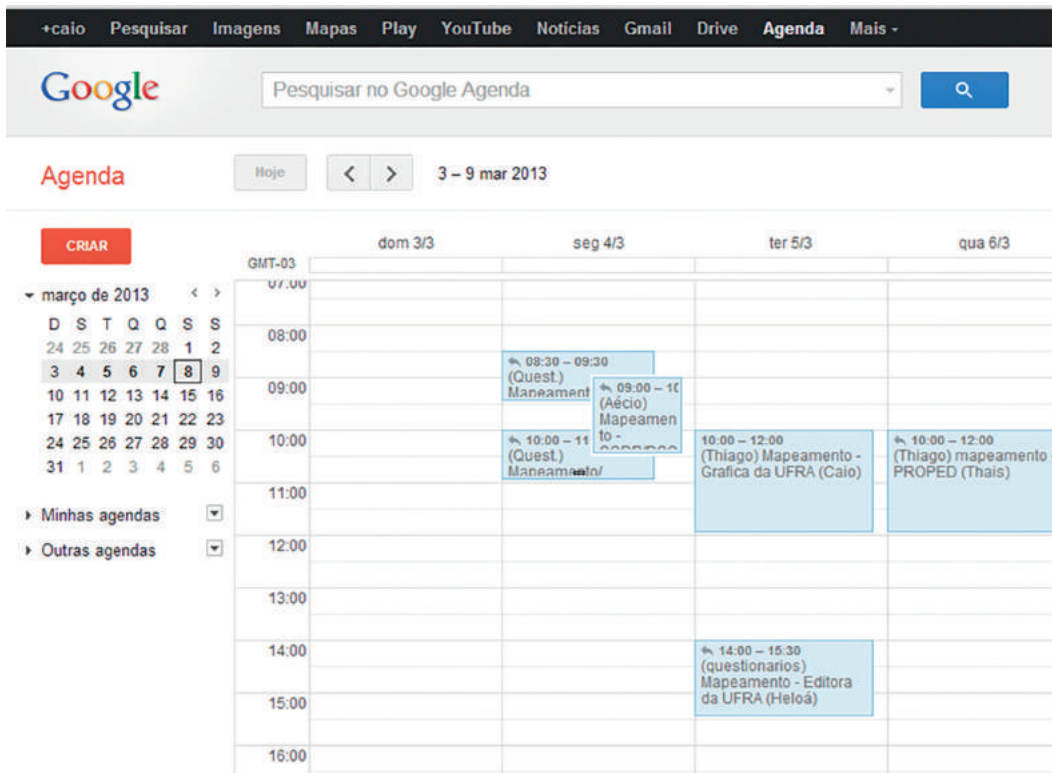 +caio Pesquisar Imagens Mapas Play YouTube Notícias Gmail Drive Agenda Mais
Google
Pesquisar no Google Agenda
Agenda
Hoje
3 – 9 mar 2013
CRIAR
dom 3/3 seg 4/3 ter 5/3 qua 6/3
GMT-03
março de 2013
D S T Q Q S S
24 25 26 27 28 1 2
3 4 5 6 7 8 9
10 11 12 13 14 15 16
17 18 19 20 21 22 23
24 25 26 27 28 29 30
31 1 2 3 4 5 6
Minhas agendas
Outras agendas
07:00
08:00
09:00
10:00
11:00
12:00
13:00
14:00
15:00
16:00
08:30 – 09:30
(Quest.)
Mapeament
09:00 – 10
(Aécio)
Mapeamen
to -
10:00 – 11
(Quest.)
Mapeamento/
10:00 – 12:00
(Thiago) Mapeamento -
Grafica da UFRA (Caio)
14:00 – 15:30
(questionarios)
Mapeamento - Editora
da UFRA (Heloá)
10:00 – 12:00
(Thiago) mapeamento -
PROPED (Thais)